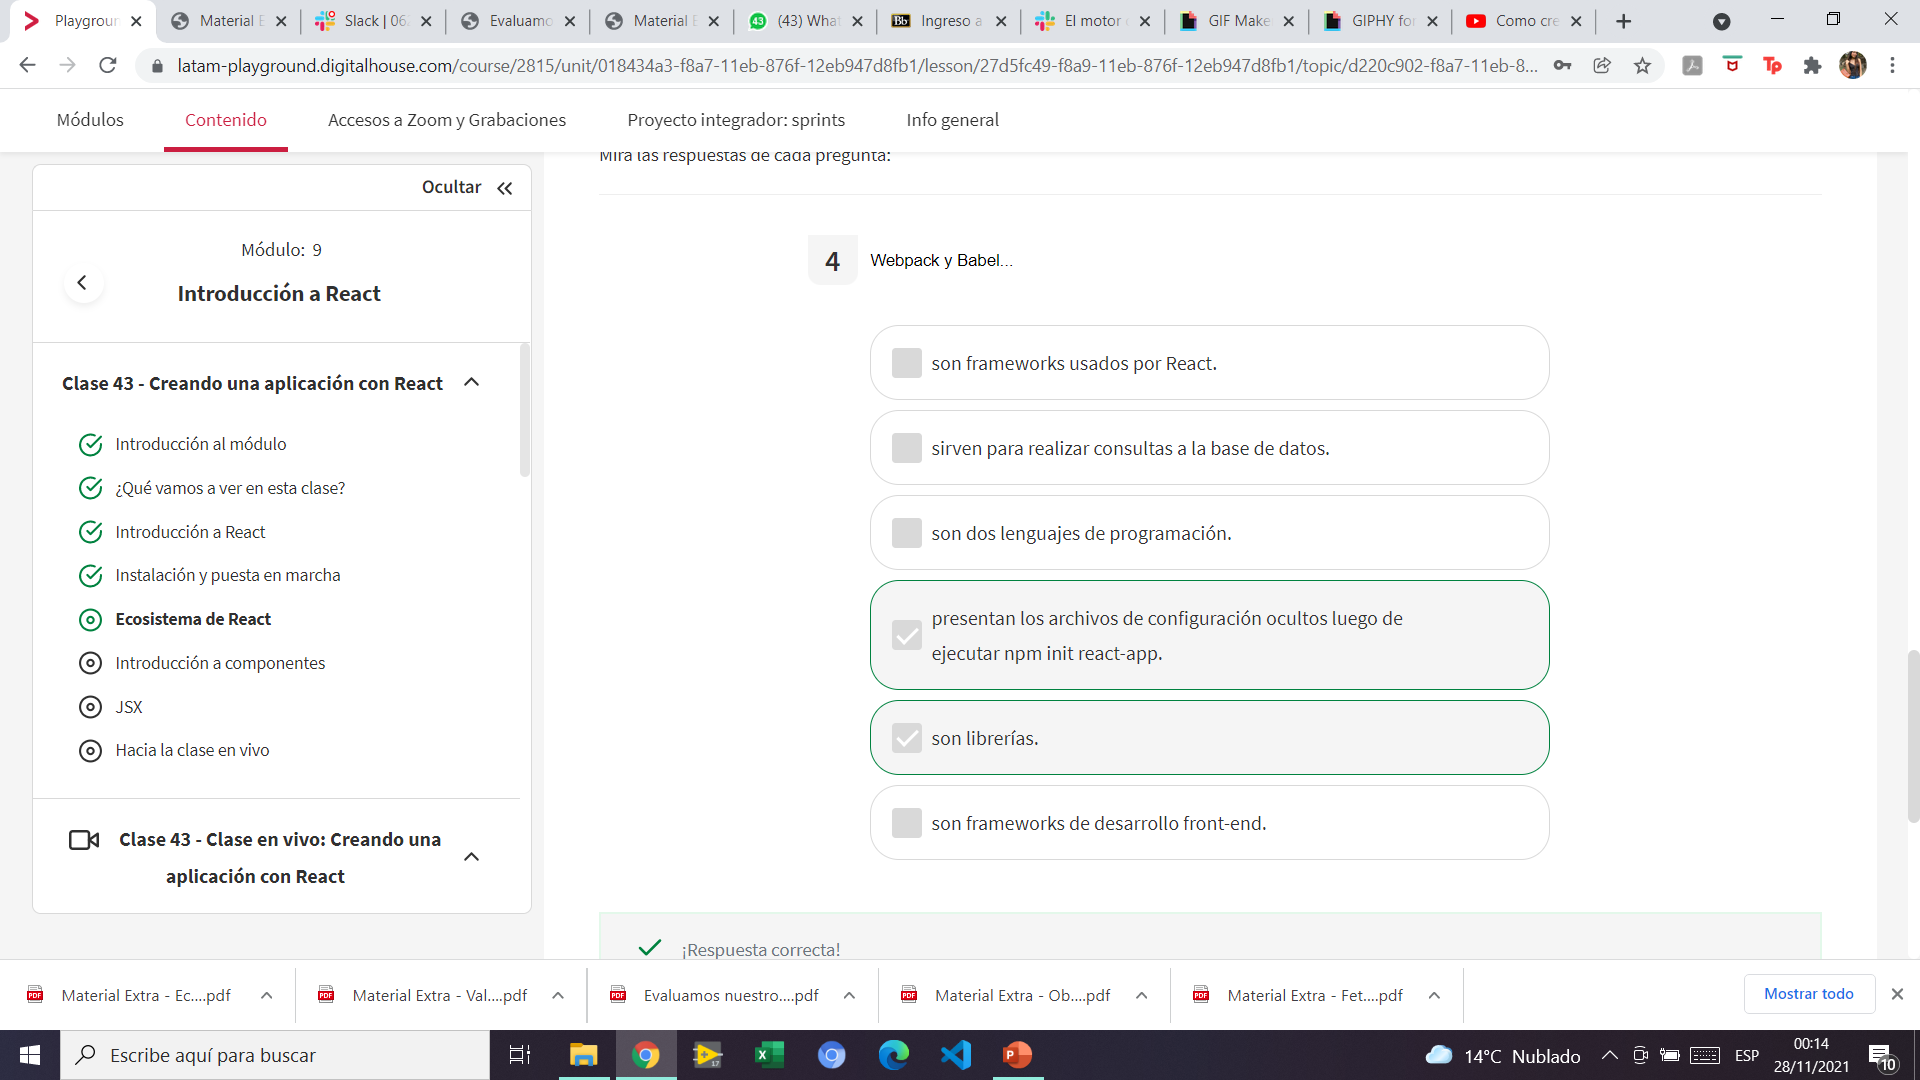 Playgroun
Material E
Slack | 062
Evaluamo
Material E
(43) What
Ingreso a
El motor
GIF Make
GIPHY for
Como cre
latam-playground.digitalhouse.com/course/2815/unit/018434a3-f8a7-11eb-876f-12eb947d8fb1/lesson/27d5fc49-f8a9-11eb-876f-12eb947d8fb1/topic/d220c902-f8a7-11eb-8...
Módulos
Contenido
Accesos a Zoom y Grabaciones
Proyecto integrador: sprints
Info general
Ocultar
Módulo: 9
Introducción a React
Clase 43 - Creando una aplicación con React
Introducción al módulo
¿Qué vamos a ver en esta clase?
Introducción a React
Instalación y puesta en marcha
Ecosistema de React
Introducción a componentes
JSX
Hacia la clase en vivo
Clase 43 - Clase en vivo: Creando una
aplicación con React
Mira las respuestas de cada pregunta:
4 Webpack y Babel...
son frameworks usados por React.
sirven para realizar consultas a la base de datos.
son dos lenguajes de programación.
presentan los archivos de configuración ocultos luego de
ejecutar npm init react-app.
son librerías.
son frameworks de desarrollo front-end.
¡Respuesta correcta!
Material Extra - Ec....pdf
Material Extra - Val....pdf
Evaluamos nuestro....pdf
Material Extra - Ob....pdf
Material Extra - Fet....pdf
Mostrar todo
Escribe aquí para buscar
14°C Nublado
ESP
00:14
28/11/2021
10